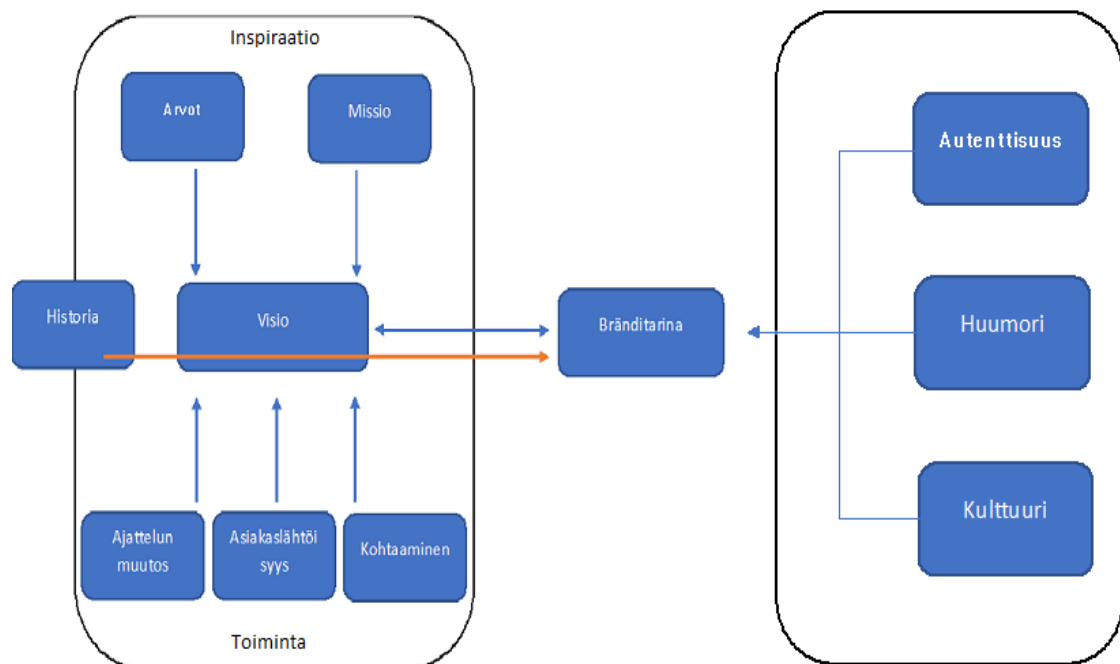 Inspiraatio
Arvot
Missio
Historia
Visio
Bränditarina
Ajattelun
muutos
Asiakaslähtöi
syys
Kohtaaminen
Toiminta
Autenttisuus
Huumori
Kulttuuri